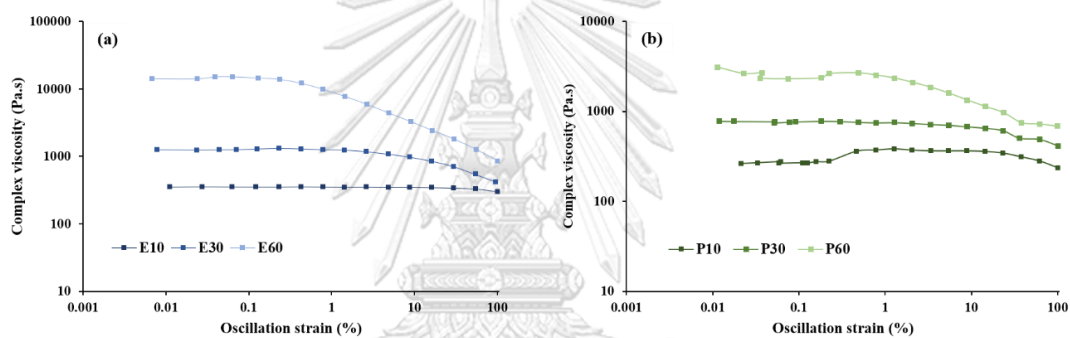 (a)
Complex viscosity (Pa.s)
100000
10000
1000
100
10
E10 E30 E60
0.001 0.01 0.1 1 10 100
Oscillation strain (%)
(b)
Complex viscosity (Pa.s)
10000
1000
100
10
P10 P30 P60
0.001 0.01 0.1 1 10 100
Oscillation strain (%)